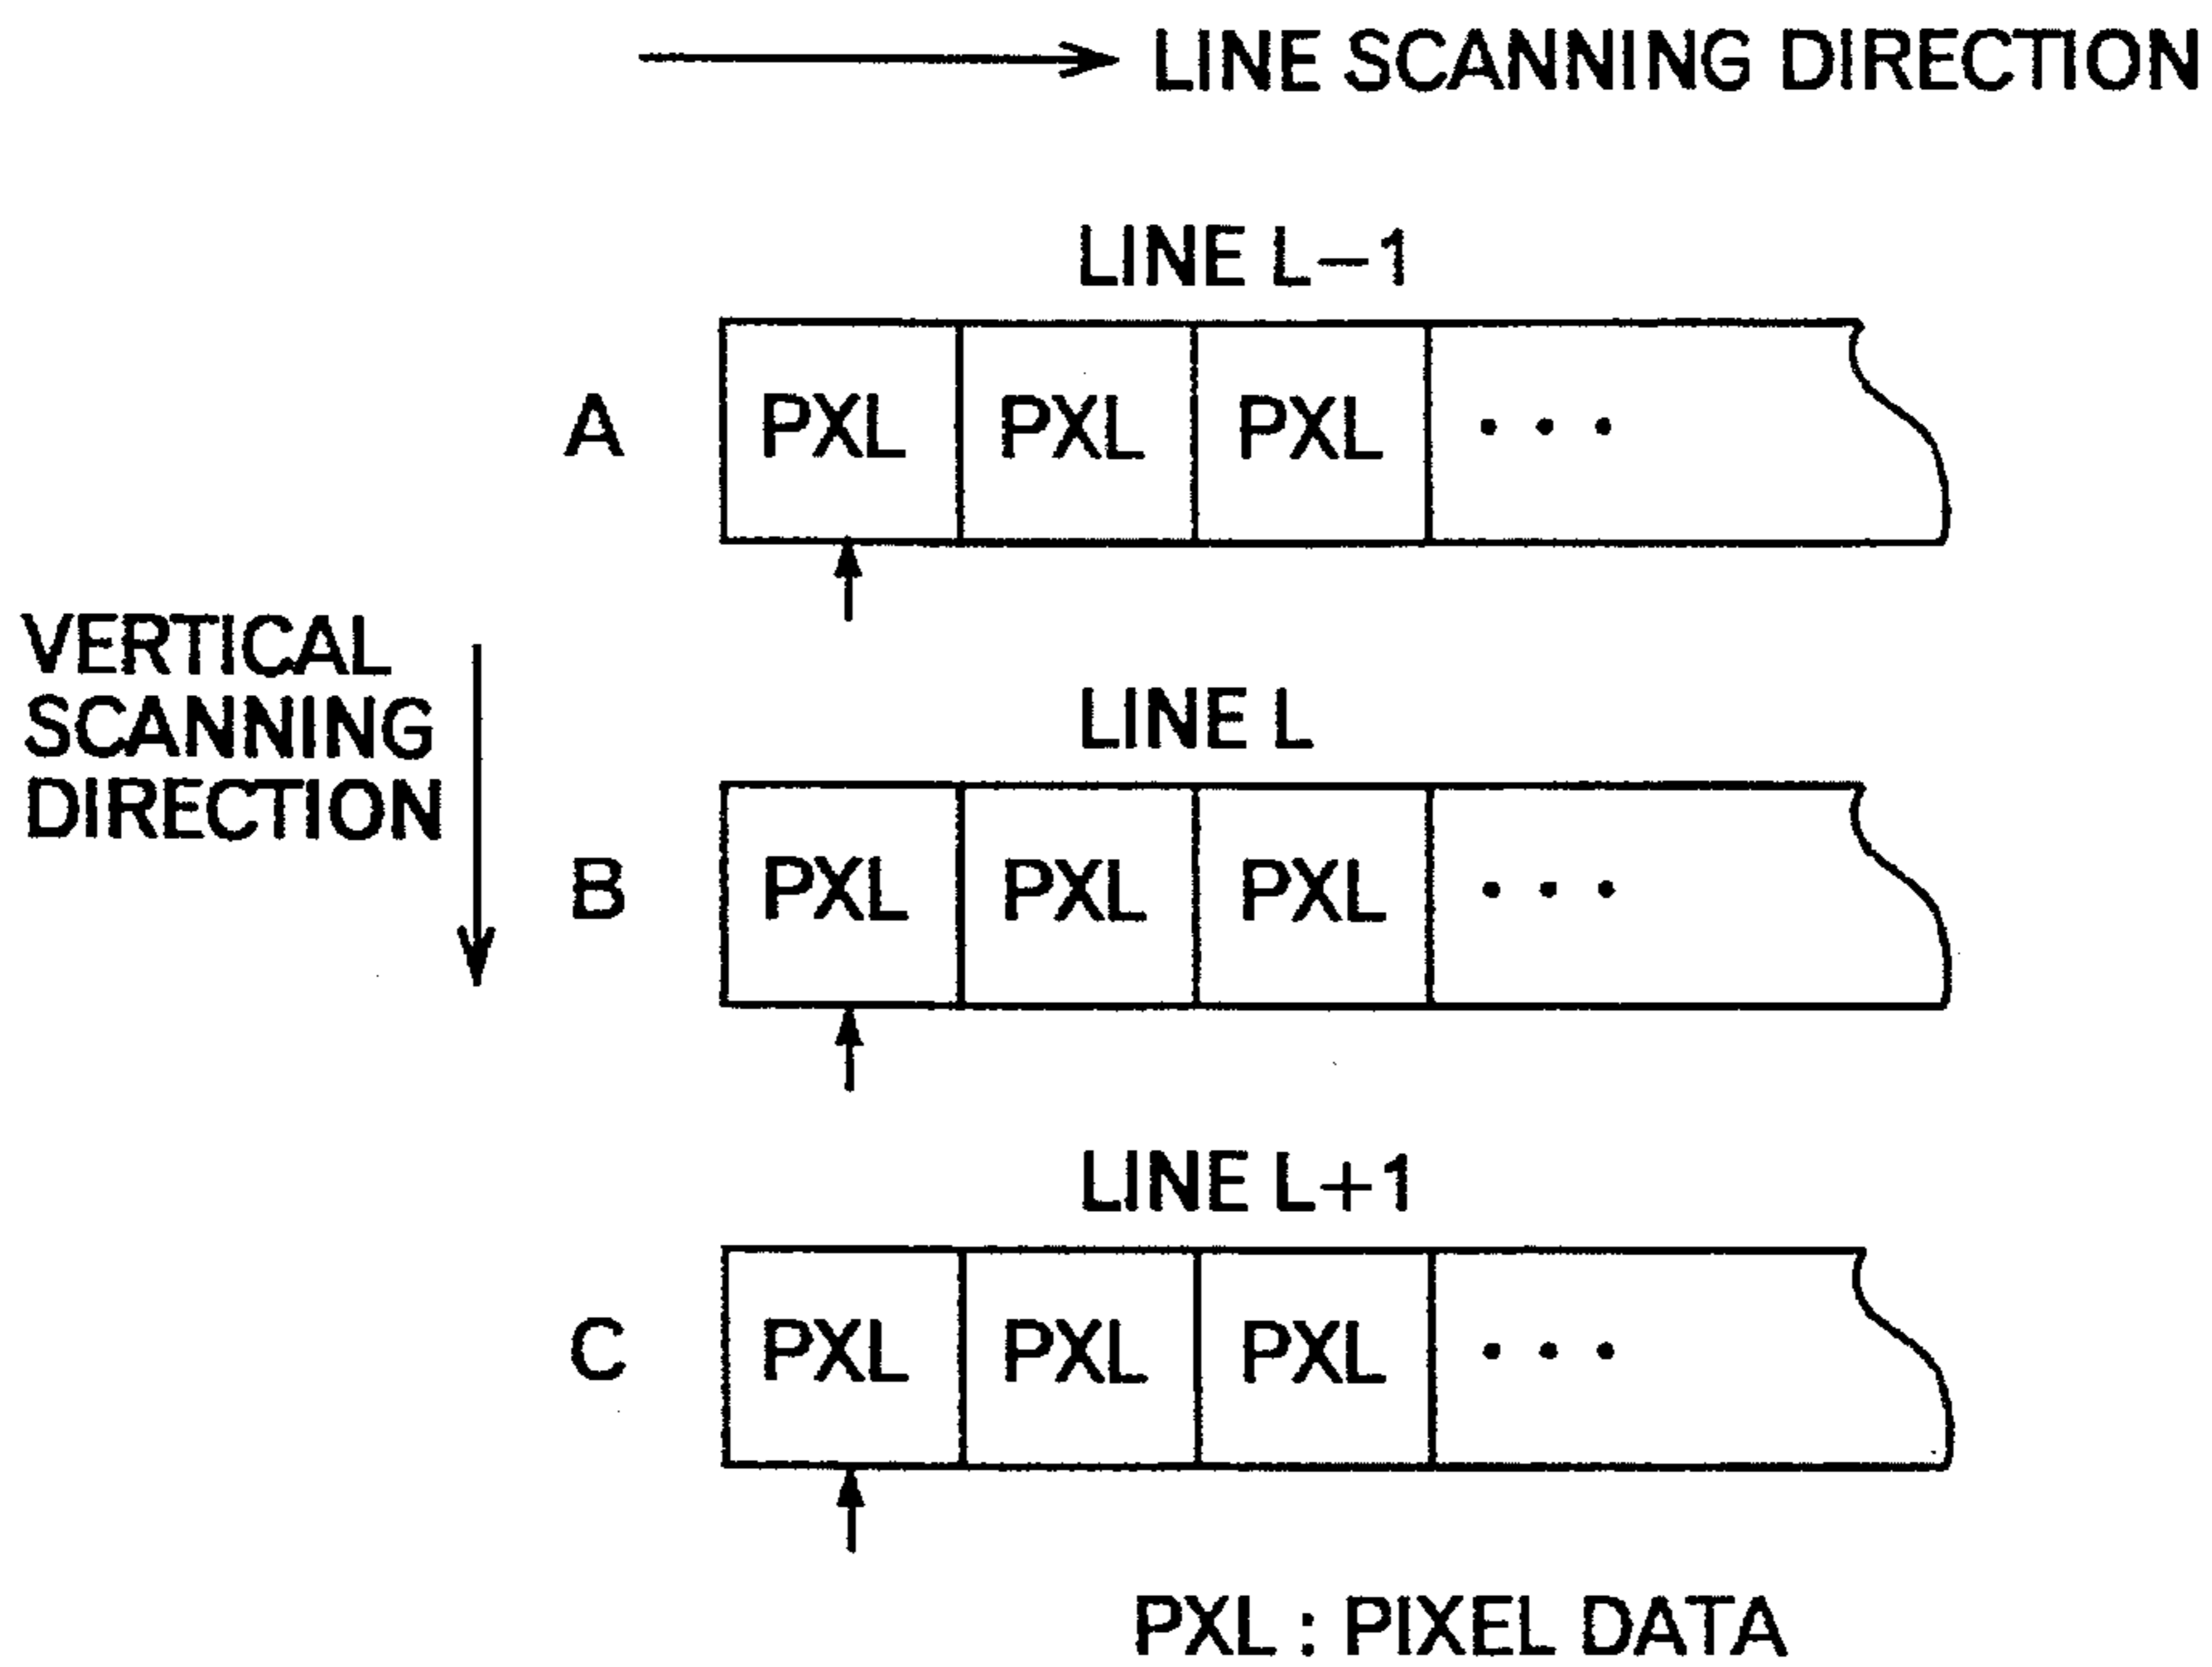 LINE SCANNING DIRECTION
LINE L−1
A PXL PXL PXL • • •
VERTICAL
SCANNING
DIRECTION
LINE L
B PXL PXL PXL • • •
LINE L+1
C PXL PXL PXL • • •
PXL : PIXEL DATA